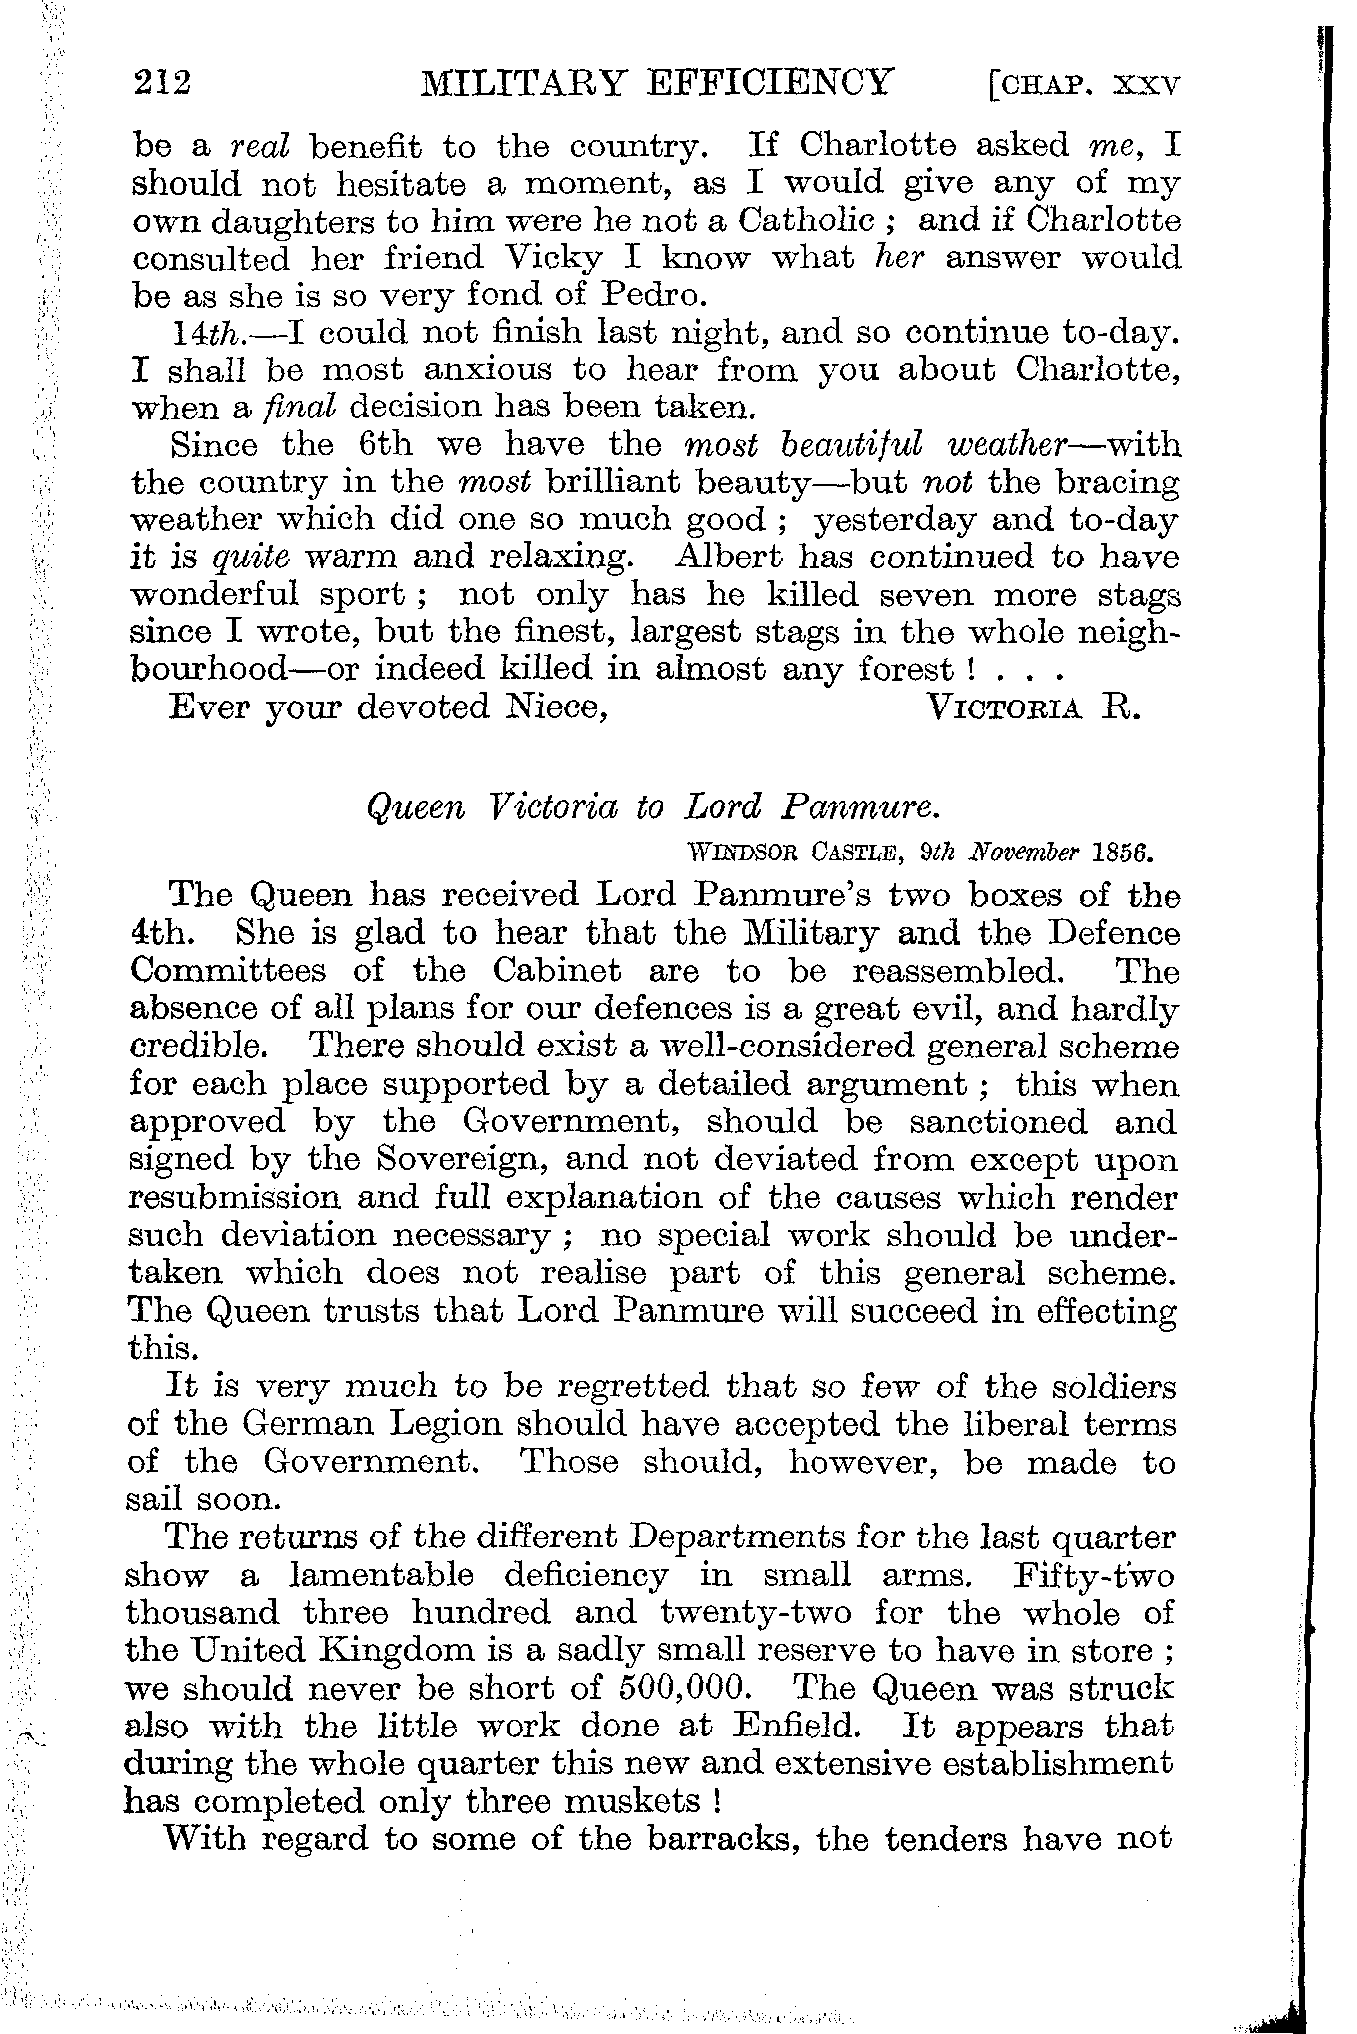 212 MILITARY EFFICIENCY [CHAP. XXV
be a real benefit to the country. If Charlotte asked me, I
should not hesitate a moment, as I would give any of my
own daughters to him were he not a Catholic ; and if Charlotte
consulted her friend Vicky I know what her answer would
be as she is so very fond of Pedro.
14th.—I could not finish last night, and so continue to-day.
I shall be most anxious to hear from you about Charlotte,
when a final decision has been taken.
Since the 6th we have the most beautiful weather—with
the country in the most brilliant beauty—but not the bracing
weather which did one so much good ; yesterday and to-day
it is quite warm and relaxing. Albert has continued to have
wonderful sport ; not only has he killed seven more stags
since I wrote, but the finest, largest stags in the whole neigh-
bourhood—or indeed killed in almost any forest ! . . .
Ever your devoted Niece, VICTORIA R.
Queen Victoria to Lord Panmure.
WINDSOR CASTLE, 9th November 1856.
The Queen has received Lord Panmure's two boxes of the
4th. She is glad to hear that the Military and the Defence
Committees of the Cabinet are to be reassembled. The
absence of all plans for our defences is a great evil, and hardly
credible. There should exist a well-considered general scheme
for each place supported by a detailed argument ; this when
approved by the Government, should be sanctioned and
signed by the Sovereign, and not deviated from except upon
resubmission and full explanation of the causes which render
such deviation necessary ; no special work should be under-
taken which does not realise part of this general scheme.
The Queen trusts that Lord Panmure will succeed in effecting
this.
It is very much to be regretted that so few of the soldiers
of the German Legion should have accepted the liberal terms
of the Government. Those should, however, be made to
sail soon.
The returns of the different Departments for the last quarter
show a lamentable deficiency in small arms. Fifty-two
thousand three hundred and twenty-two for the whole of
the United Kingdom is a sadly small reserve to have in store ;
we should never be short of 500,000. The Queen was struck
also with the little work done at Enfield. It appears that
during the whole quarter this new and extensive establishment
has completed only three muskets !
With regard to some of the barracks, the tenders have not